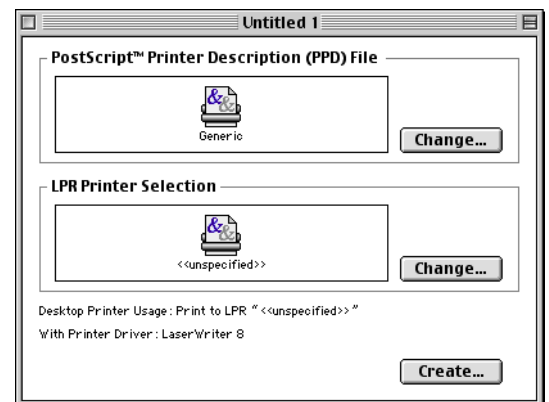 Untitled 1
PostScript™ Printer Description (PPD) File
&&
Generic
Change...
LPR Printer Selection
&&
<<unspecified>>
Change...
Desktop Printer Usage: Print to LPR "<<unspecified>>"
With Printer Driver: LaserWriter 8
Create...